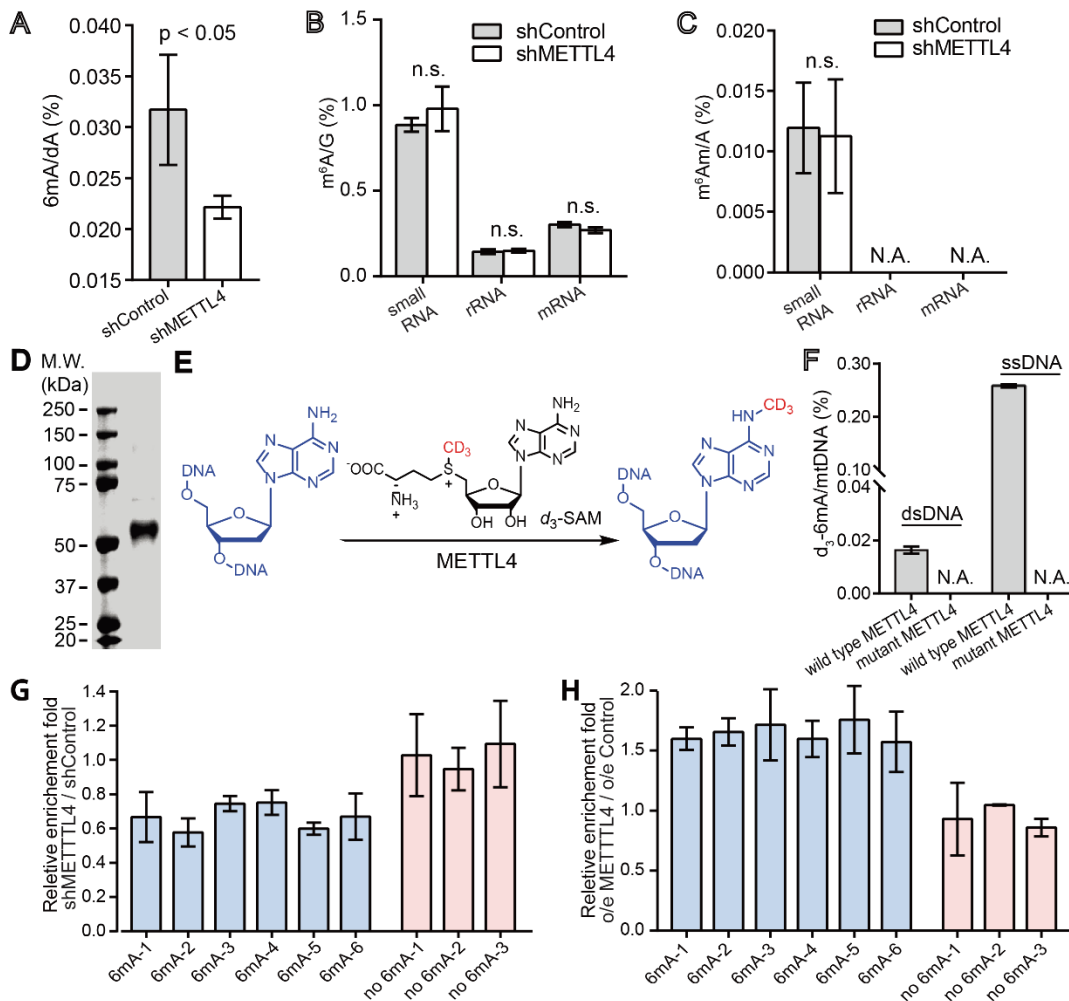 A
6mA/dA (%)
0.040
0.035
0.030
0.025
0.020
0.015
p < 0.05
shControl
shMETTL4
B
m⁶A/G (%)
1.5
1.0
0.5
0.0
shControl
shMETTL4
n.s.
n.s.
n.s.
small
RNA
rRNA
mRNA
C
m⁶Am/A (%)
0.020
0.015
0.010
0.005
0.000
shControl
shMETTL4
n.s.
N.A.
N.A.
small
RNA
rRNA
mRNA
D
M.W.
(kDa)
250
150
100
75
50
37
25
20
E
NH₂
N
N
N
N
DNA
O
O
O
DNA
CD₃
⁻OOC
S
+
NH₃
+
NH₂
N
N
N
N
O
OH
OH
d₃-SAM
METTL4
HN
CD₃
N
N
N
N
DNA
O
O
O
DNA
F
d₃-6mA/mtDNA (%)
0.30
0.20
0.10
0.04
0.02
0.00
ssDNA
dsDNA
N.A.
N.A.
wild type METTL4
mutant METTL4
wild type METTL4
mutant METTL4
G
Reletive enrichement fold
shMETTTL4 / shControl
1.4
1.2
1.0
0.8
0.6
0.4
0.2
0.0
6mA-1
6mA-2
6mA-3
6mA-4
6mA-5
6mA-6
no 6mA-1
no 6mA-2
no 6mA-3
H
Reletive enrichement fold
o/e METTTL4 / o/e Control
2.0
1.5
1.0
0.5
0.0
6mA-1
6mA-2
6mA-3
6mA-4
6mA-5
6mA-6
no 6mA-1
no 6mA-2
no 6mA-3